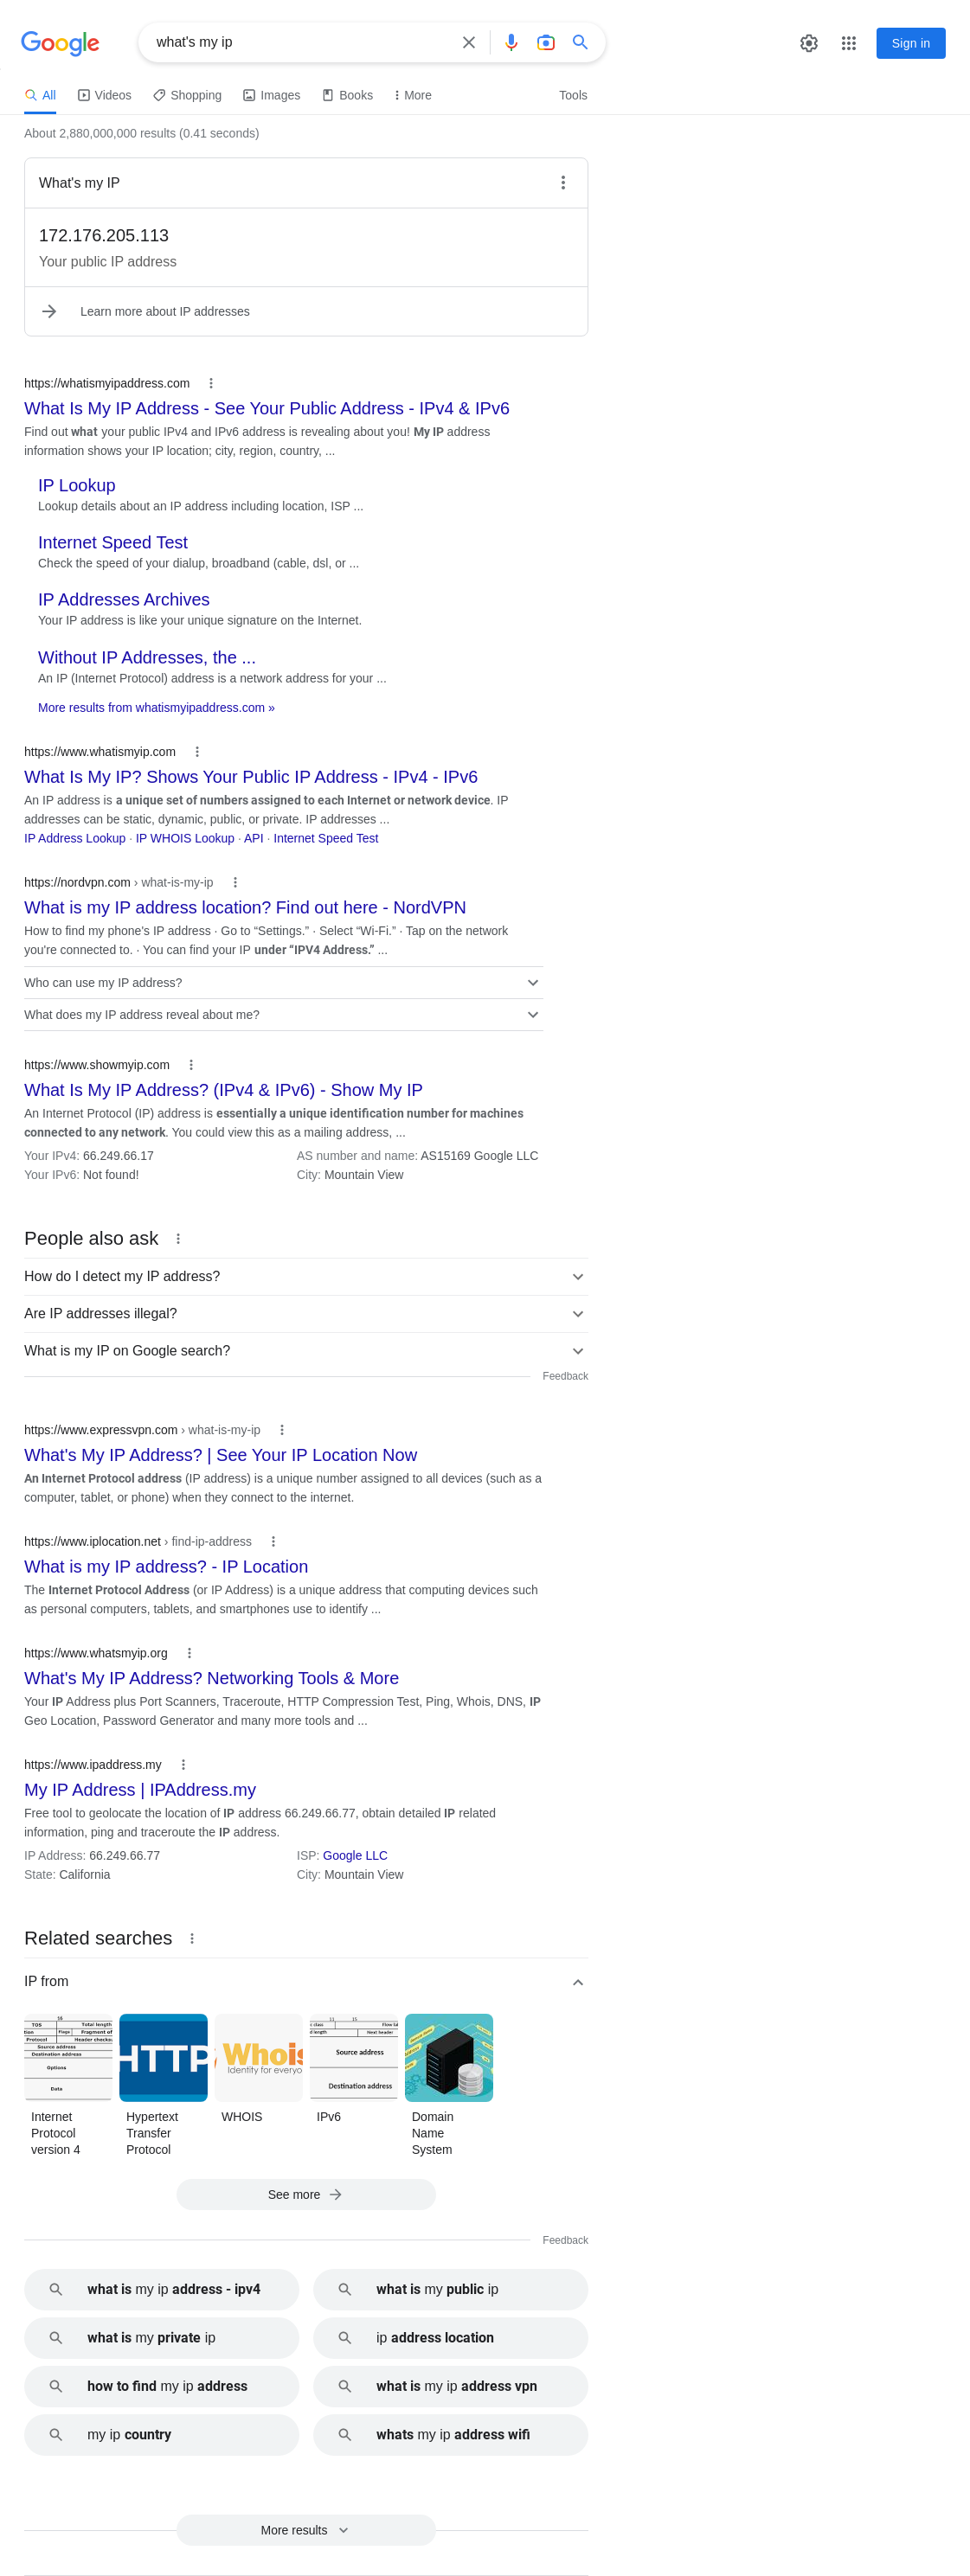 Google
what's my ip
Sign in
All
Videos
Shopping
Images
Books
More
Tools
About 2,880,000,000 results (0.41 seconds)
What's my IP
172.176.205.113
Your public IP address
Learn more about IP addresses
https://whatismyipaddress.com
What Is My IP Address - See Your Public Address - IPv4 & IPv6
Find out what your public IPv4 and IPv6 address is revealing about you! My IP address
information shows your IP location; city, region, country, ...
IP Lookup
Lookup details about an IP address including location, ISP ...
Internet Speed Test
Check the speed of your dialup, broadband (cable, dsl, or ...
IP Addresses Archives
Your IP address is like your unique signature on the Internet.
Without IP Addresses, the ...
An IP (Internet Protocol) address is a network address for your ...
More results from whatismyipaddress.com »
https://www.whatismyip.com
What Is My IP? Shows Your Public IP Address - IPv4 - IPv6
An IP address is a unique set of numbers assigned to each Internet or network device. IP
addresses can be static, dynamic, public, or private. IP addresses ...
IP Address Lookup · IP WHOIS Lookup · API · Internet Speed Test
https://nordvpn.com › what-is-my-ip
What is my IP address location? Find out here - NordVPN
How to find my phone's IP address · Go to “Settings.” · Select “Wi-Fi.” · Tap on the network
you're connected to. · You can find your IP under “IPV4 Address.” ...
Who can use my IP address?
What does my IP address reveal about me?
https://www.showmyip.com
What Is My IP Address? (IPv4 & IPv6) - Show My IP
An Internet Protocol (IP) address is essentially a unique identification number for machines
connected to any network. You could view this as a mailing address, ...
Your IPv4: 66.249.66.17
AS number and name: AS15169 Google LLC
Your IPv6: Not found!
City: Mountain View
People also ask
How do I detect my IP address?
Are IP addresses illegal?
What is my IP on Google search?
Feedback
https://www.expressvpn.com › what-is-my-ip
What's My IP Address? | See Your IP Location Now
An Internet Protocol address (IP address) is a unique number assigned to all devices (such as a
computer, tablet, or phone) when they connect to the internet.
https://www.iplocation.net › find-ip-address
What is my IP address? - IP Location
The Internet Protocol Address (or IP Address) is a unique address that computing devices such
as personal computers, tablets, and smartphones use to identify ...
https://www.whatsmyip.org
What's My IP Address? Networking Tools & More
Your IP Address plus Port Scanners, Traceroute, HTTP Compression Test, Ping, Whois, DNS, IP
Geo Location, Password Generator and many more tools and ...
https://www.ipaddress.my
My IP Address | IPAddress.my
Free tool to geolocate the location of IP address 66.249.66.77, obtain detailed IP related
information, ping and traceroute the IP address.
IP Address: 66.249.66.77
ISP: Google LLC
State: California
City: Mountain View
Related searches
IP from
TOS Total length
Flags Fragment of
Protocol Header checks
Source address
Destination address
Options
Data
HTTP
Whois
Identity for everyo
Next header
Source address
Destination address
Internet
Protocol
version 4
Hypertext
Transfer
Protocol
WHOIS
IPv6
Domain
Name
System
See more
Feedback
what is my ip address - ipv4
what is my public ip
what is my private ip
ip address location
how to find my ip address
what is my ip address vpn
my ip country
whats my ip address wifi
More results